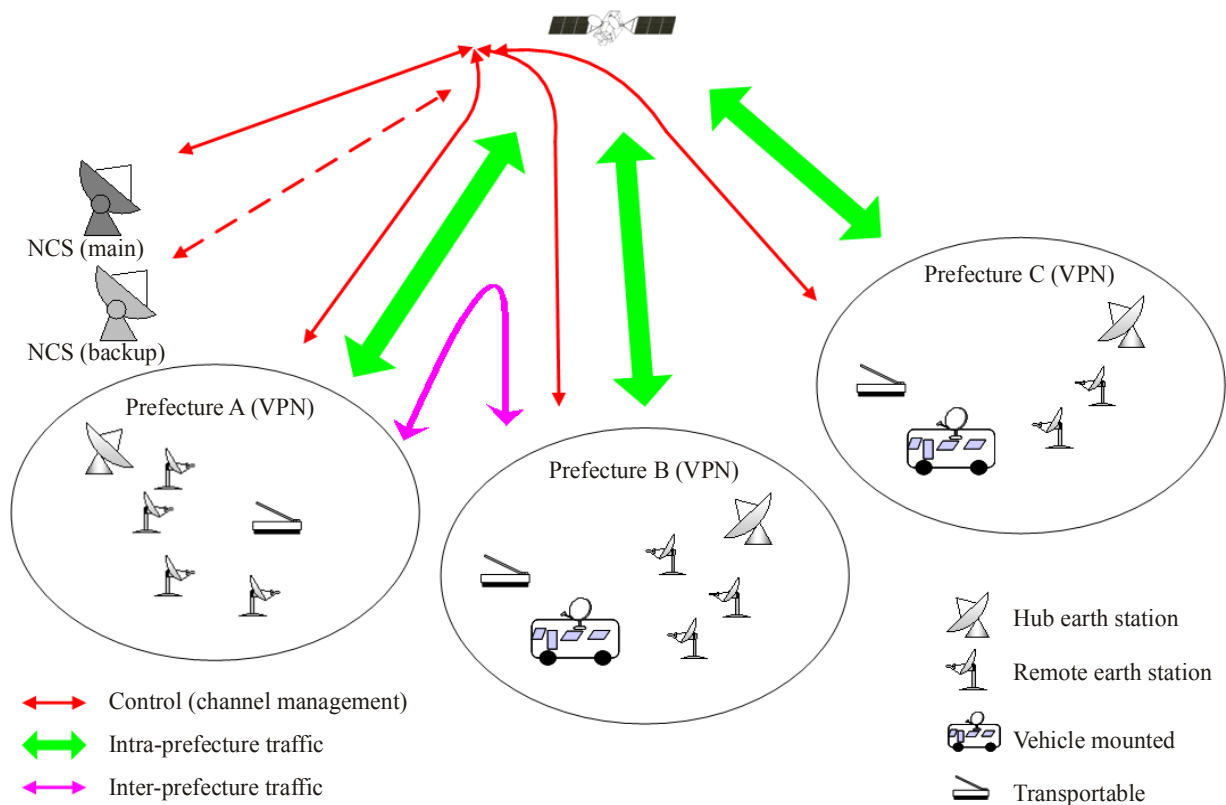 NCS (main)
NCS (backup)
Prefecture A (VPN)
Prefecture B (VPN)
Prefecture C (VPN)
Control (channel management)
Intra-prefecture traffic
Inter-prefecture traffic
Hub earth station
Remote earth station
Vehicle mounted
Transportable